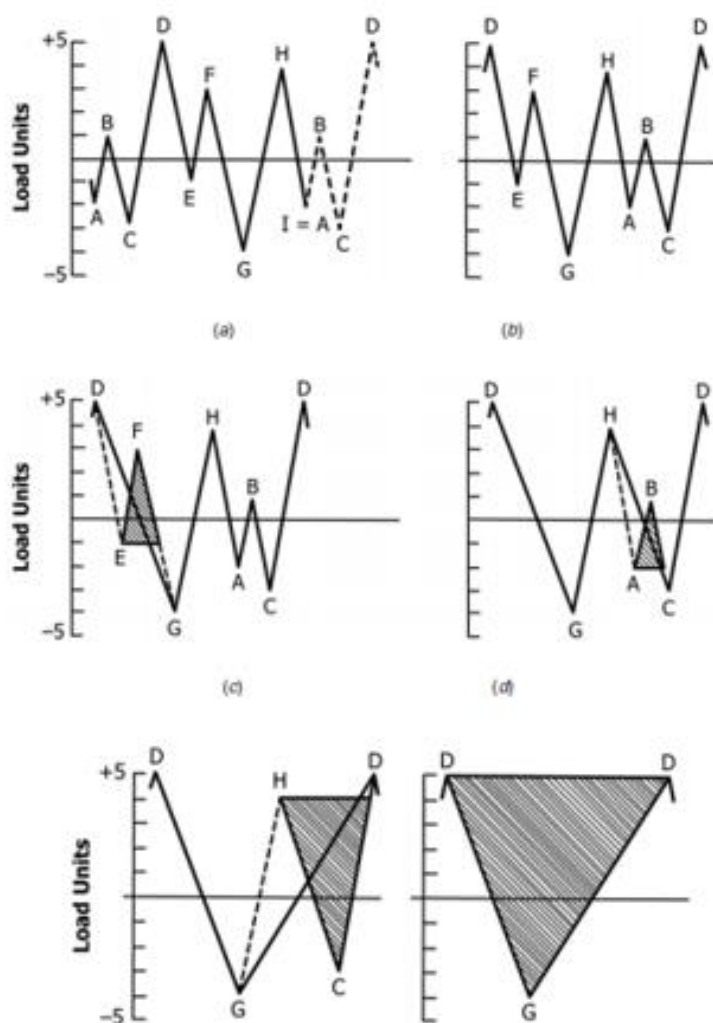 D D D D
+5 H H
F F
B B B
Load Units
A E I = A E A
C C C
G G
−5
(a) (b)
D D D D
+5 H H
F
B B
Load Units
E A A
C C
−5 G G
(c) (d)
D D D D
+5 H
Load Units
G C G
−5